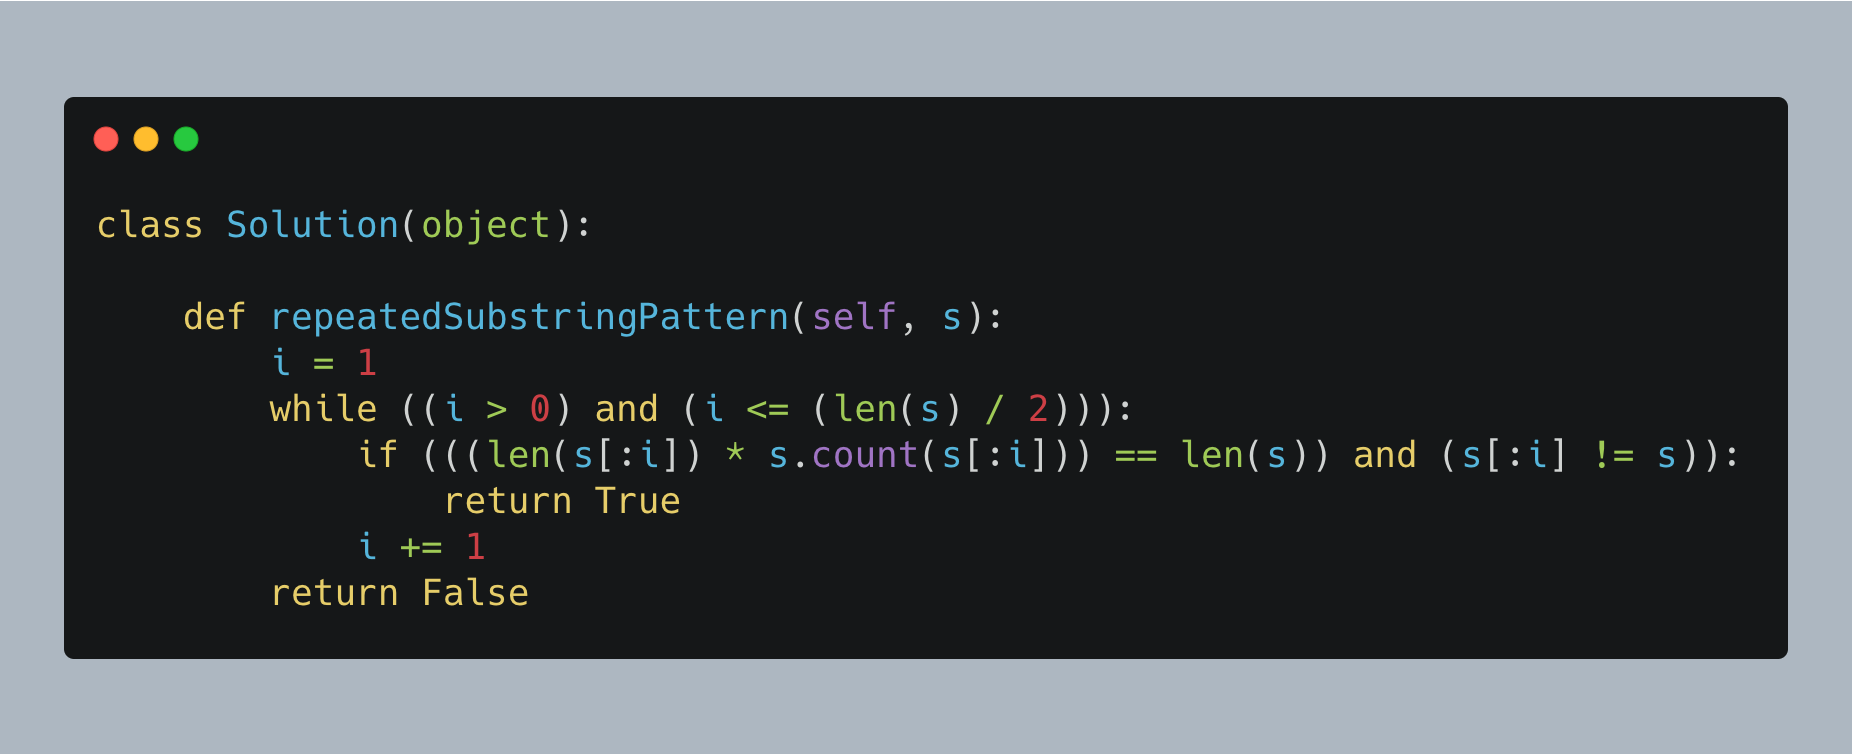 class Solution(object):

    def repeatedSubstringPattern(self, s):
        i = 1
        while ((i > 0) and (i <= (len(s) / 2))):
            if (((len(s[:i]) * s.count(s[:i])) == len(s)) and (s[:i] != s)):
                return True
            i += 1
        return False